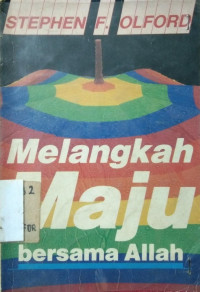 STEPHEN F. OLFORD
Melangkah
Maju
bersama Allah